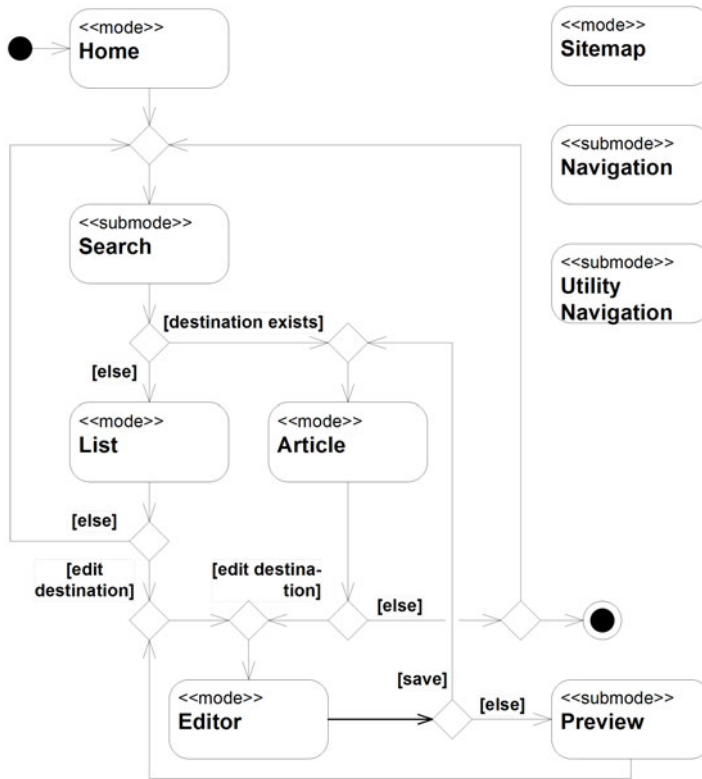 <<mode>>
Home
<<mode>>
Sitemap
<<submode>>
Navigation
<<submode>>
Search
<<submode>>
Utility
Navigation
[destination exists]
[else]
<<mode>>
List
<<mode>>
Article
[else]
[edit
destination]
[edit destina-
tion]
[else]
<<mode>>
Editor
[save]
[else]
<<submode>>
Preview